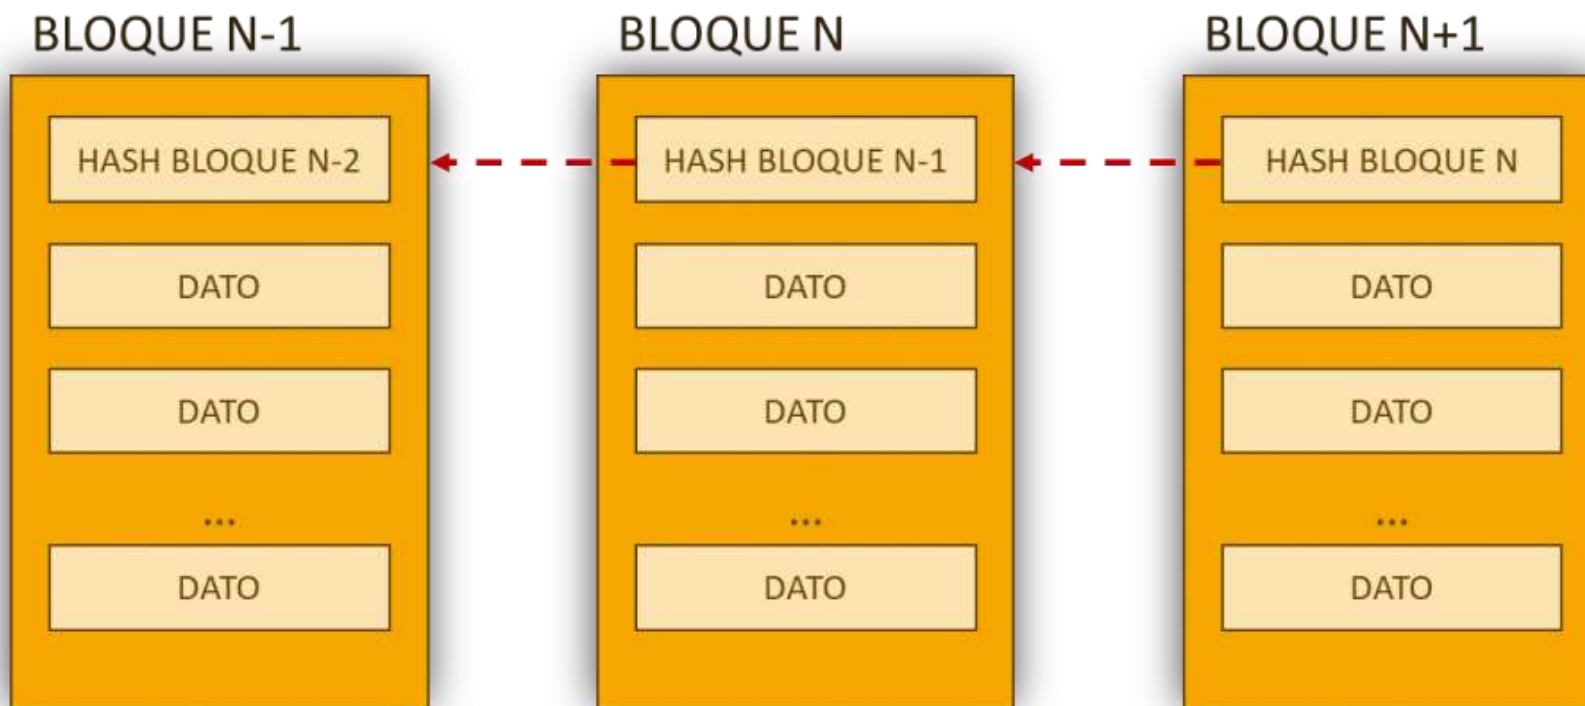 BLOQUE N-1
HASH BLOQUE N-2
DATO
DATO
...
DATO
BLOQUE N
HASH BLOQUE N-1
DATO
DATO
...
DATO
BLOQUE N+1
HASH BLOQUE N
DATO
DATO
...
DATO